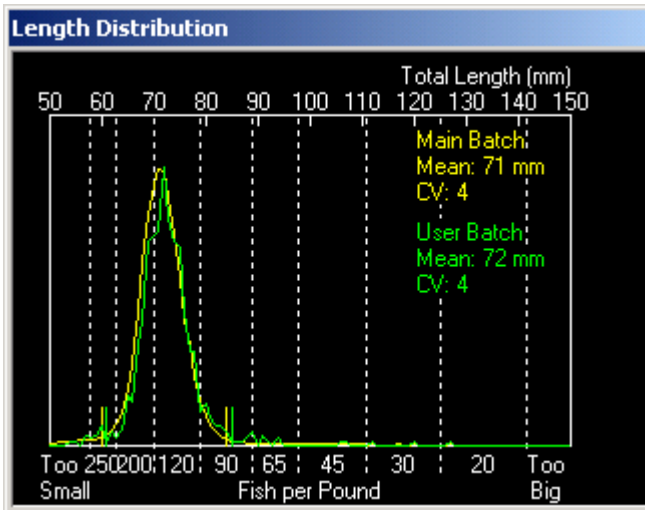 Length Distribution
Total Length (mm)
50 60 70 80 90 100 110 120 130 140 150
Main Batch
Mean: 71 mm
CV: 4
User Batch
Mean: 72 mm
CV: 4
Too 250 200 120 90 65 45 30 20 Too
Small Fish per Pound Big